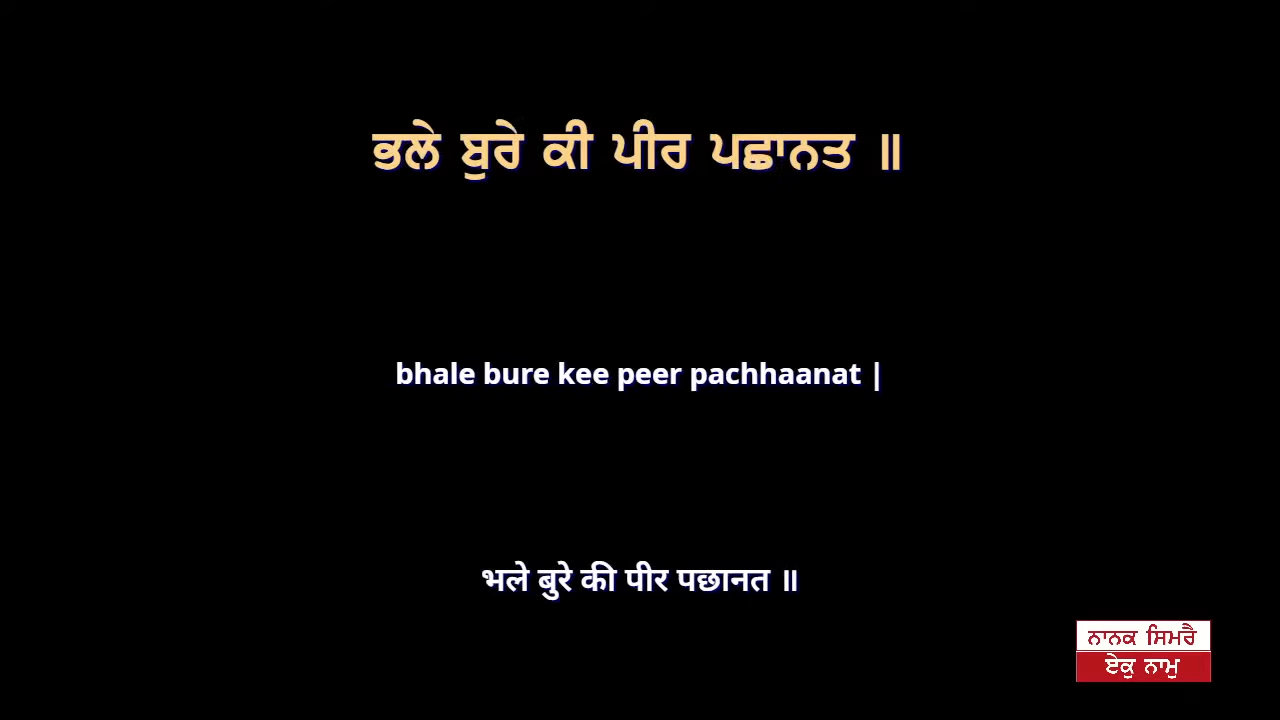 ਭਲੇ ਬੁਰੇ ਕੀ ਪੀਰ ਪਛਾਨਤ ॥
bhale bure kee peer pachhaanat |
भले बुरे की पीर पछानत ॥
ਨਾਨਕ ਸਿਮਰੈ
ਏਕੁ ਨਾਮੁ